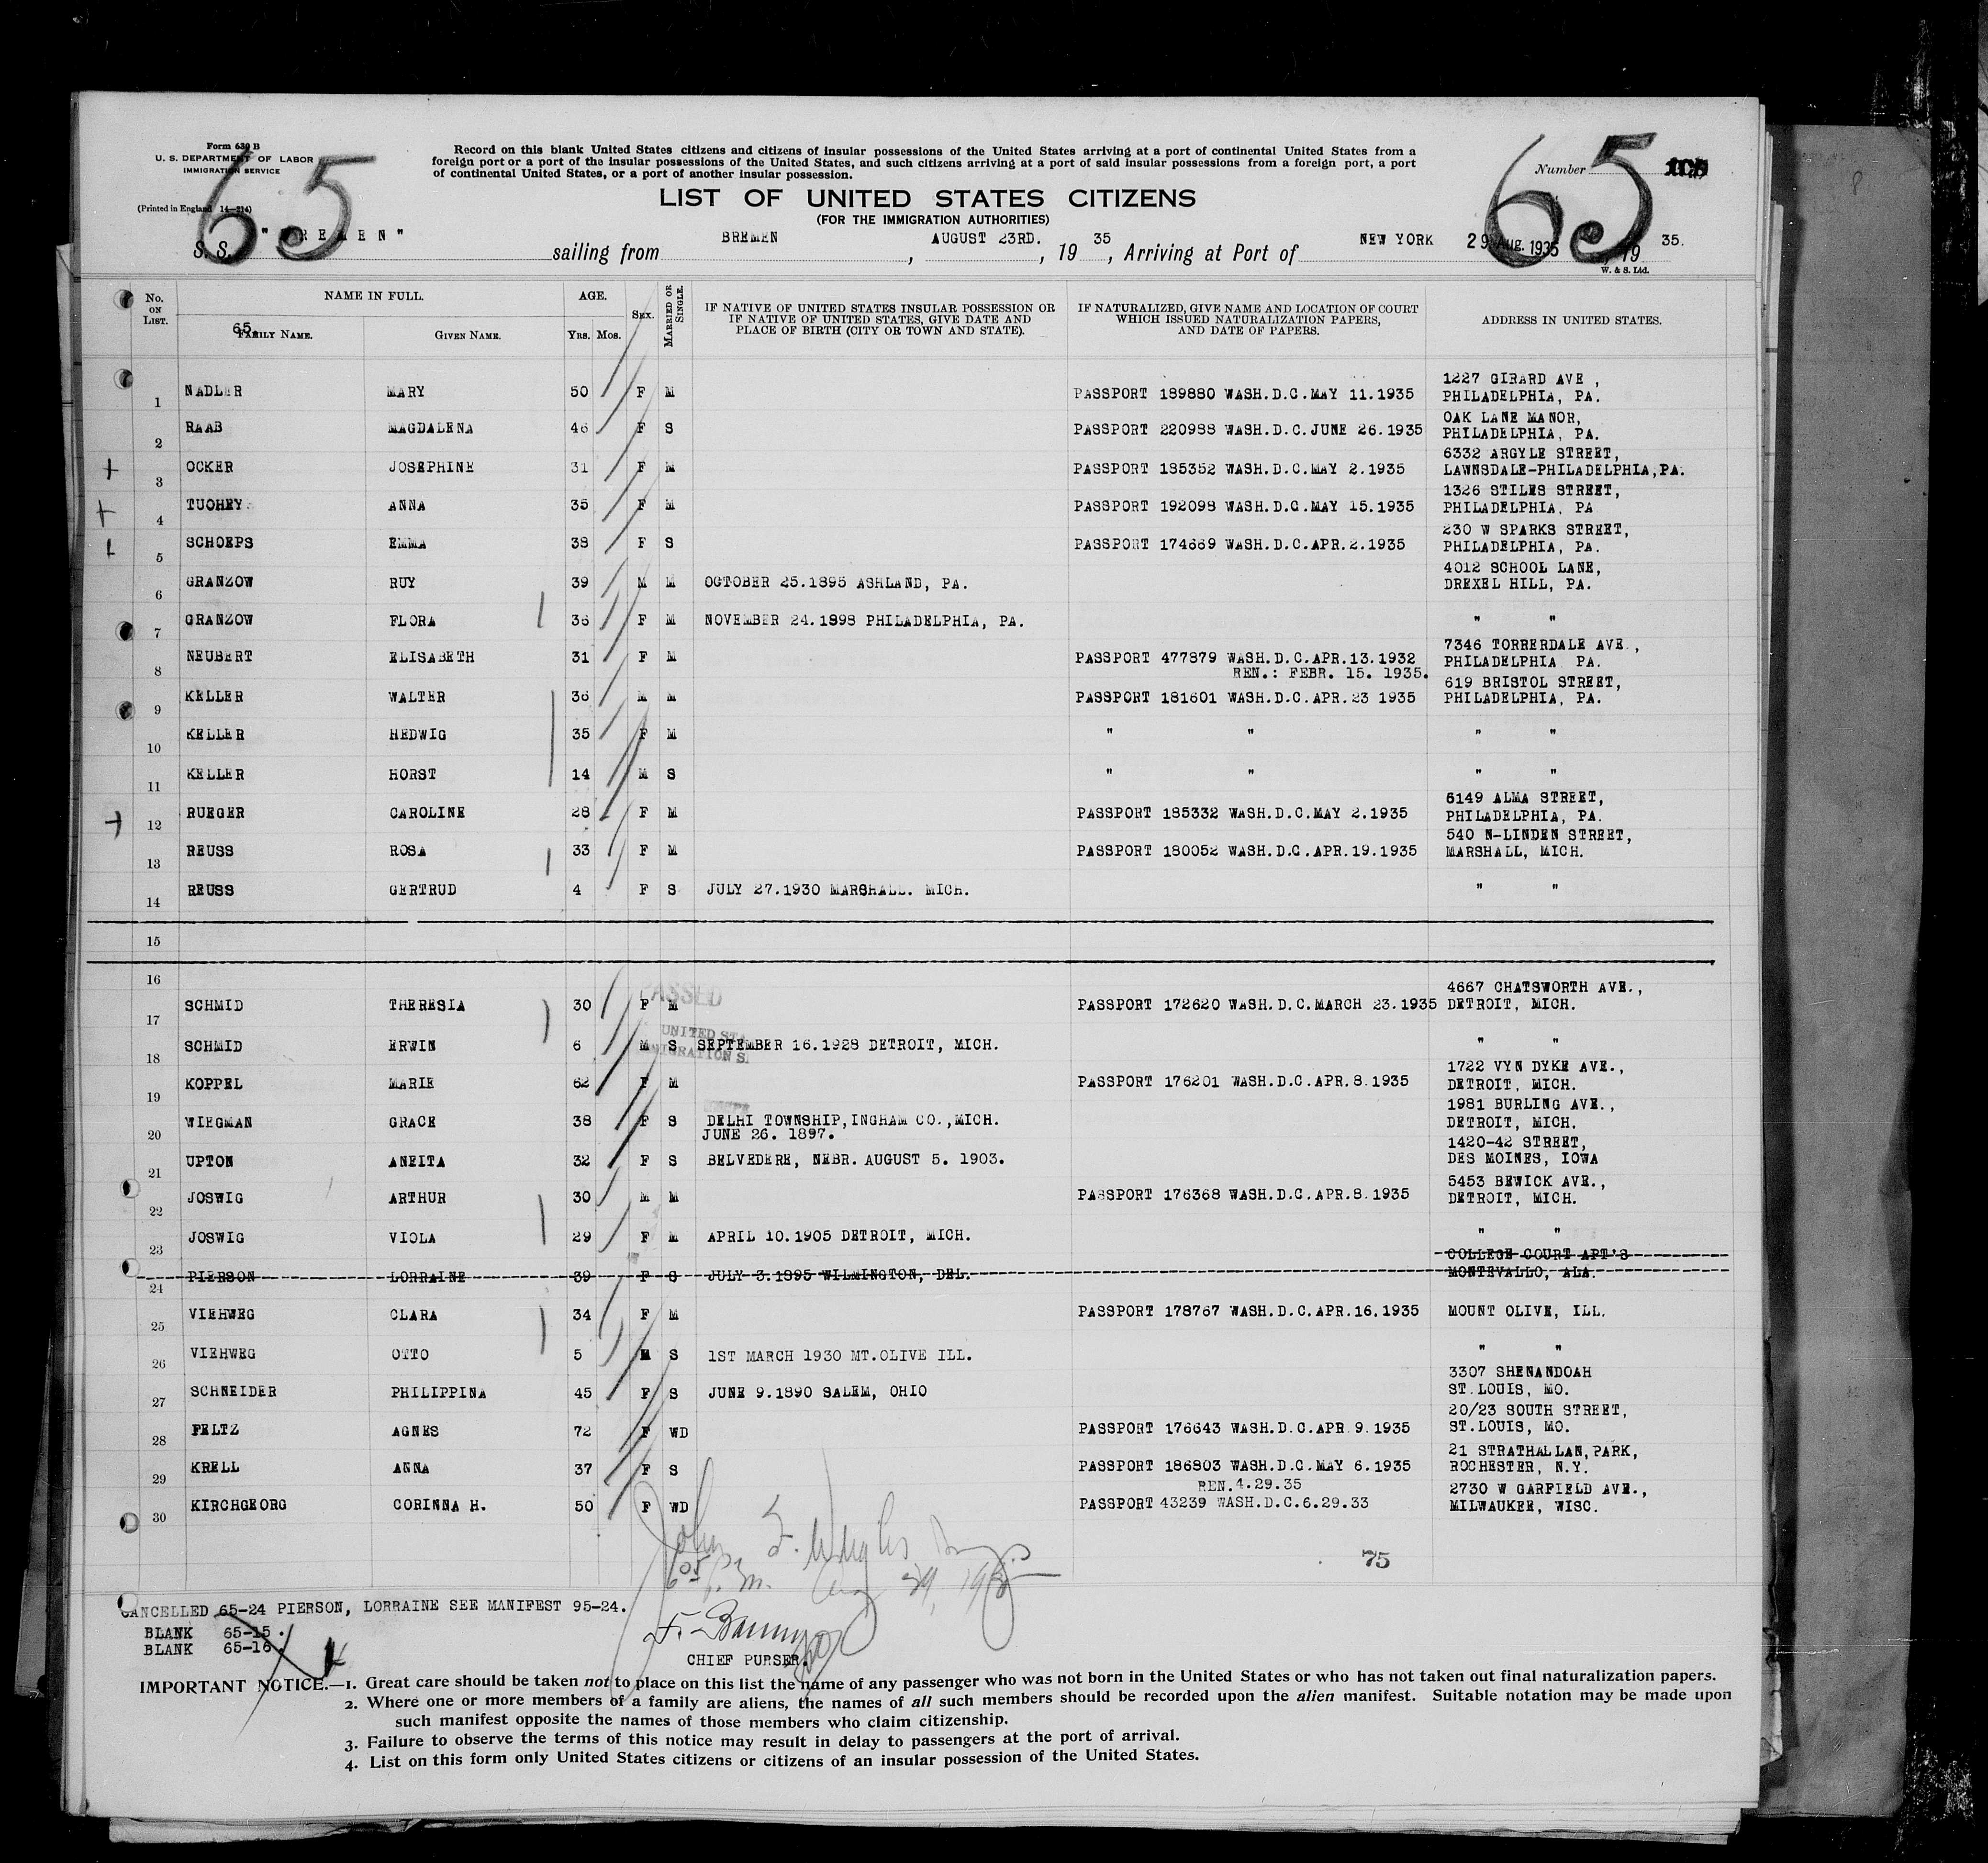 65
65
Form 630 B
U. S. DEPARTMENT OF LABOR
IMMIGRATION SERVICE
(Printed in England 14—214)
Record on this blank United States citizens and citizens of insular possessions of the United States arriving at a port of continental United States from a
foreign port or a port of the insular possessions of the United States, and such citizens arriving at a port of said insular possessions from a foreign port, a port
of continental United States, or a port of another insular possession.
Number
LIST OF UNITED STATES CITIZENS
(FOR THE IMMIGRATION AUTHORITIES)
S. S. "BREMEN" sailing from BREMEN, AUGUST 23RD., 19 35, Arriving at Port of NEW YORK 29 Aug. 1935, 19 35.
W. & S. Ltd.
No. ON LIST. NAME IN FULL. AGE. SEX. MARRIED OR SINGLE. IF NATIVE OF UNITED STATES INSULAR POSSESSION OR IF NATIVE OF UNITED STATES, GIVE DATE AND PLACE OF BIRTH (CITY OR TOWN AND STATE). IF NATURALIZED, GIVE NAME AND LOCATION OF COURT WHICH ISSUED NATURALIZATION PAPERS, AND DATE OF PAPERS. ADDRESS IN UNITED STATES.
65.
FAMILY NAME. GIVEN NAME. YRS. MOS.
1 NADLER MARY 50 F M PASSPORT 189880 WASH.D.C.MAY 11.1935 1227 GIRARD AVE , PHILADELPHIA, PA.
2 RAAB MAGDALENA 46 F S PASSPORT 220988 WASH.D.C.JUNE 26.1935 OAK LANE MANOR, PHILADELPHIA, PA.
+ 3 OCKER JOSEPHINE 31 F M PASSPORT 185352 WASH.D.C.MAY 2.1935 6332 ARGYLE STREET, LAWNSDALE-PHILADELPHIA,PA.
+ 4 TUOHEY ANNA 35 F M PASSPORT 192098 WASH.D.C.MAY 15.1935 1326 STILES STREET, PHILADELPHIA, PA
+ 5 SCHOEPS EMMA 38 F S PASSPORT 174669 WASH.D.C.APR.2.1935 230 W SPARKS STREET, PHILADELPHIA, PA.
6 GRANZOW RUY 39 M M OCTOBER 25.1895 ASHLAND, PA. 4012 SCHOOL LANE, DREXEL HILL, PA.
7 GRANZOW FLORA 36 F M NOVEMBER 24.1898 PHILADELPHIA, PA. " "
8 NEUBERT ELISABETH 31 F M PASSPORT 477879 WASH.D.C.APR.13.1932 REN.: FEBR. 15. 1935. 7346 TORRERDALE AVE., PHILADELPHIA PA.
9 KELLER WALTER 36 M M PASSPORT 181601 WASH.D.C.APR.23 1935 619 BRISTOL STREET, PHILADELPHIA, PA.
10 KELLER HEDWIG 35 F M " " " "
11 KELLER HORST 14 M S " " " "
+ 12 RUEGER CAROLINE 28 F M PASSPORT 185332 WASH.D.C.MAY 2.1935 6149 ALMA STREET, PHILADELPHIA, PA.
13 REUSS ROSA 33 F M PASSPORT 180052 WASH.D.C.APR.19.1935 540 N-LINDEN STREET, MARSHALL, MICH.
14 REUSS GERTRUD 4 F S JULY 27.1930 MARSHALL. MICH. " "
15
16
PASSED
17 SCHMID THERESIA 30 F M PASSPORT 172620 WASH.D.C.MARCH 23.1935 4667 CHATSWORTH AVE., DETROIT, MICH.
UNITED STA
18 SCHMID ERWIN 6 M S SEPTEMBER 16.1928 DETROIT, MICH. " "
19 KOPPEL MARIE 62 F M PASSPORT 176201 WASH.D.C.APR.8.1935 1722 VYN DYKE AVE., DETROIT, MICH.
20 WIEGMAN GRACE 38 F S DELHI TOWNSHIP,INGHAM CO.,MICH. JUNE 26. 1897. 1981 BURLING AVE., DETROIT, MICH.
21 UPTON ANEITA 32 F S BELVEDERE, NEBR. AUGUST 5. 1903. 1420-42 STREET, DES MOINES, IOWA
22 JOSWIG ARTHUR 30 M M PASSPORT 176368 WASH.D.C.APR.8.1935 5453 BEWICK AVE., DETROIT, MICH.
23 JOSWIG VIOLA 29 F M APRIL 10.1905 DETROIT, MICH. " "
24 PIERSON LORRAINE 39 F S JULY 3.1895 WILMINGTON, DEL. COLLEGE COURT APT'S MONTEVALLO, ALA.
25 VIEHWEG CLARA 34 F M PASSPORT 178767 WASH.D.C.APR.16.1935 MOUNT OLIVE, ILL.
26 VIEHWEG OTTO 5 M S 1ST MARCH 1930 MT.OLIVE ILL. " "
27 SCHNEIDER PHILIPPINA 45 F S JUNE 9.1890 SALEM, OHIO 3307 SHENANDOAH ST.LOUIS, MO.
28 FELTZ AGNES 72 F WD PASSPORT 176643 WASH.D.C.APR 9.1935 20/23 SOUTH STREET, ST.LOUIS, MO.
29 KRELL ANNA 37 F S PASSPORT 186803 WASH.D.C.MAY 6.1935 21 STRATHALLAN,PARK, ROCHESTER, N.Y.
30 KIRCHGEORG CORINNA H. 50 F WD REN.4.29.35 PASSPORT 43239 WASH.D.C.6.29.33 2730 W GARFIELD AVE., MILWAUKEE, WISC.
John F.
75
CANCELLED 65-24 PIERSON, LORRAINE SEE MANIFEST 95-24.
BLANK 65-15.
BLANK 65-16.
CHIEF PURSER.
IMPORTANT NOTICE.—1. Great care should be taken not to place on this list the name of any passenger who was not born in the United States or who has not taken out final naturalization papers.
2. Where one or more members of a family are aliens, the names of all such members should be recorded upon the alien manifest. Suitable notation may be made upon
such manifest opposite the names of those members who claim citizenship.
3. Failure to observe the terms of this notice may result in delay to passengers at the port of arrival.
4. List on this form only United States citizens or citizens of an insular possession of the United States.